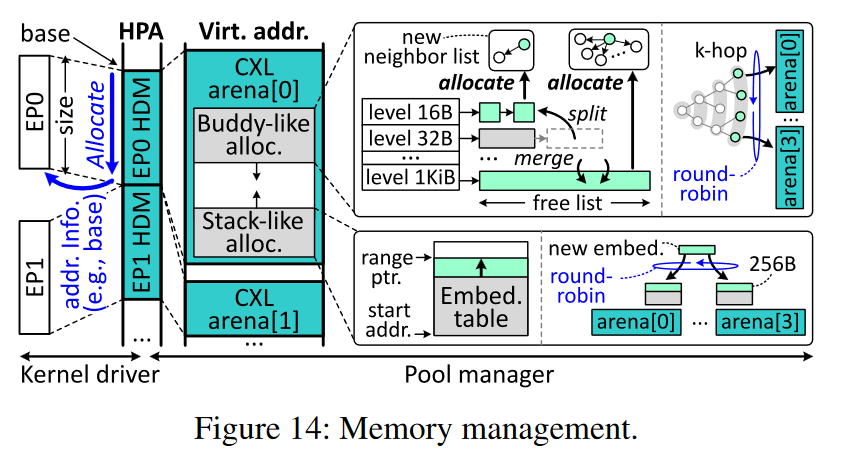 base
HPA
Virt. addr.
EP0
size
Allocate
EP0 HDM
addr. Info.
(e.g., base)
EP1
EP1 HDM
...
CXL
arena[0]
Buddy-like
alloc.
Stack-like
alloc.
CXL
arena[1]
...
new
neighbor list
allocate
allocate
level 16B
level 32B
...
level 1KiB
split
...
merge
free list
k-hop
round-
robin
arena[0]
...
arena[3]
range
ptr.
start
addr.
Embed.
table
new embed.
round-
robin
256B
arena[0]
...
arena[3]
Kernel driver
Pool manager
Figure 14: Memory management.